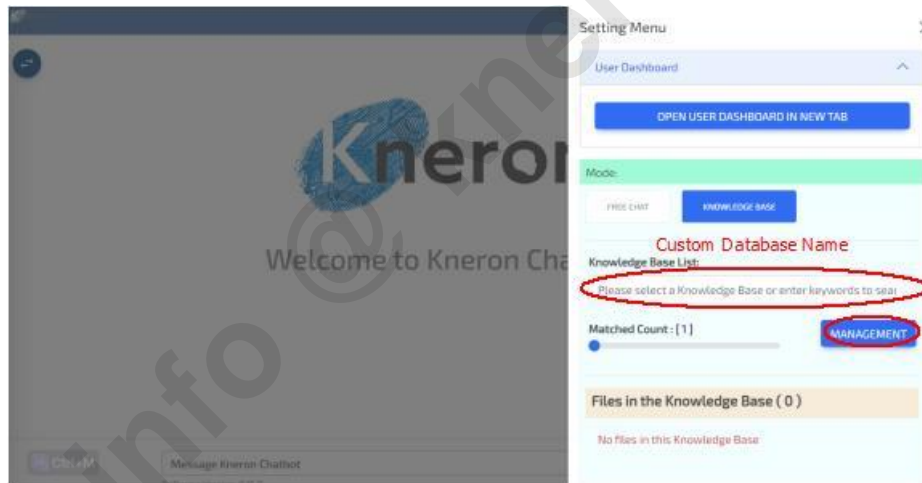 Setting Menu
User Dashboard
OPEN USER DASHBOARD IN NEW TAB
Kneron
Mode:
FREE CHAT
KNOWLEDGE BASE
Welcome to Kneron Cha
Custom Database Name
Knowledge Base List:
Please select a Knowledge Base or enter keywords to sear
Matched Count : [ 1 ]
MANAGEMENT
Files in the Knowledge Base ( 0 )
No files in this Knowledge Base
Ctrl+M
Message Kneron Chatbot
info @ kner